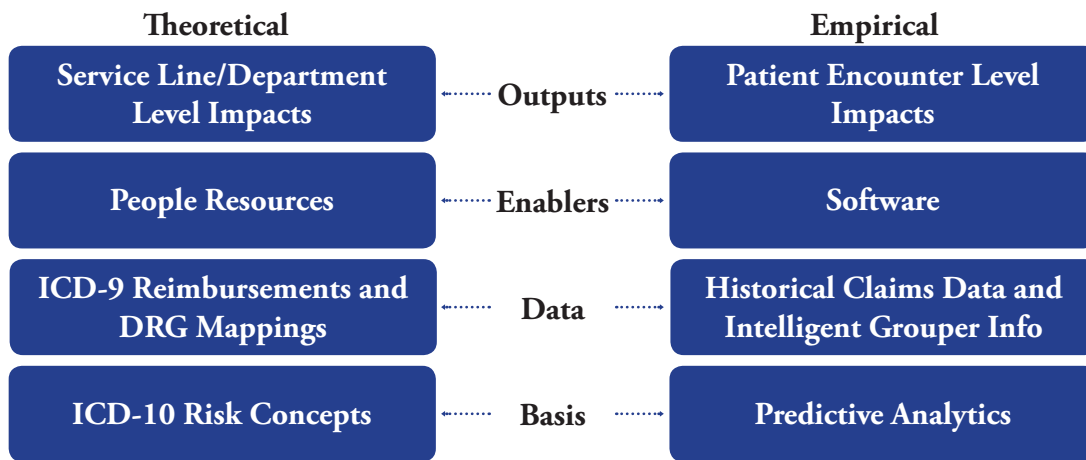 Theoretical
Empirical
Service Line/Department
Level Impacts
Outputs
Patient Encounter Level
Impacts
People Resources
Enablers
Software
ICD-9 Reimbursements and
DRG Mappings
Data
Historical Claims Data and
Intelligent Grouper Info
ICD-10 Risk Concepts
Basis
Predictive Analytics